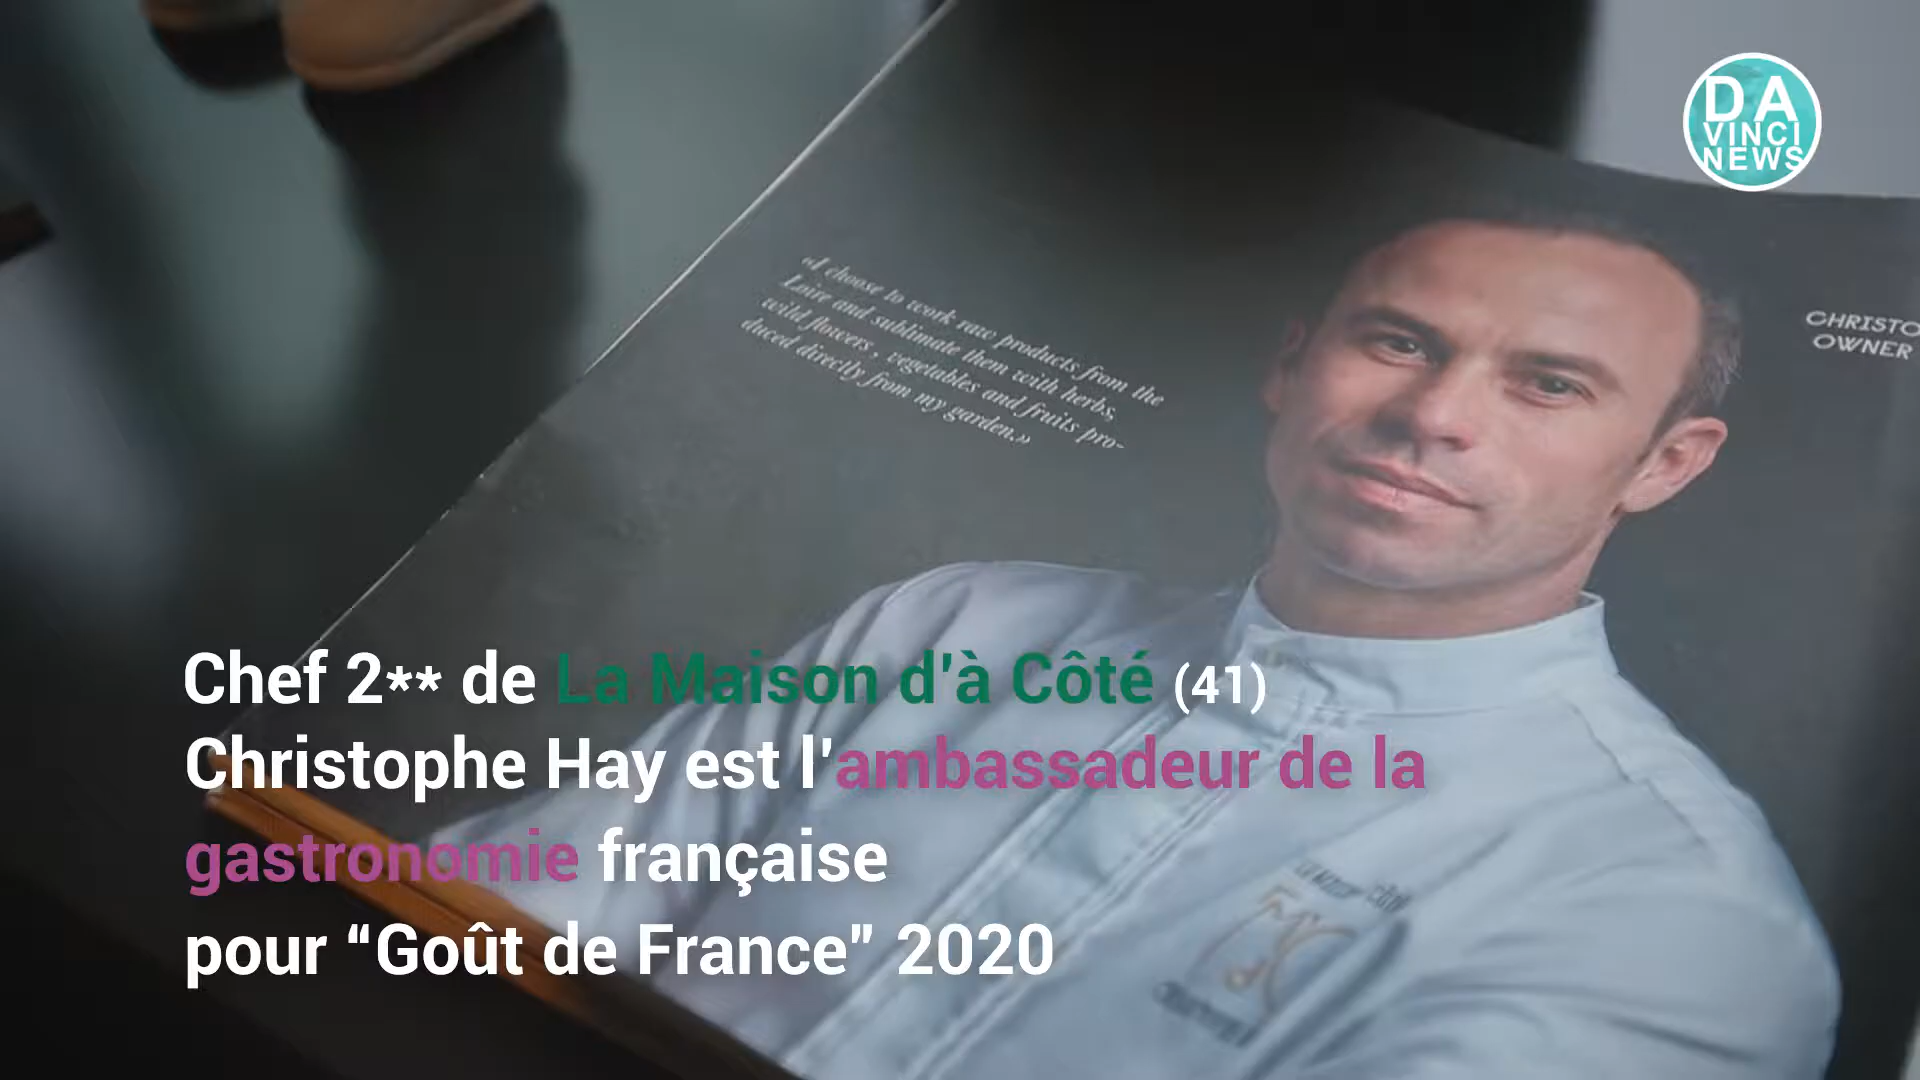 DA
VINCI
NEWS
«I choose to work raw products from the
Loire and sublimate them with herbs,
wild flowers, vegetables and fruits pro-
duced directly from my garden.»
CHRISTO
OWNER
Chef 2** de La Maison d'à Côté (41)
Christophe Hay est l'ambassadeur de la
gastronomie française
pour “Goût de France” 2020